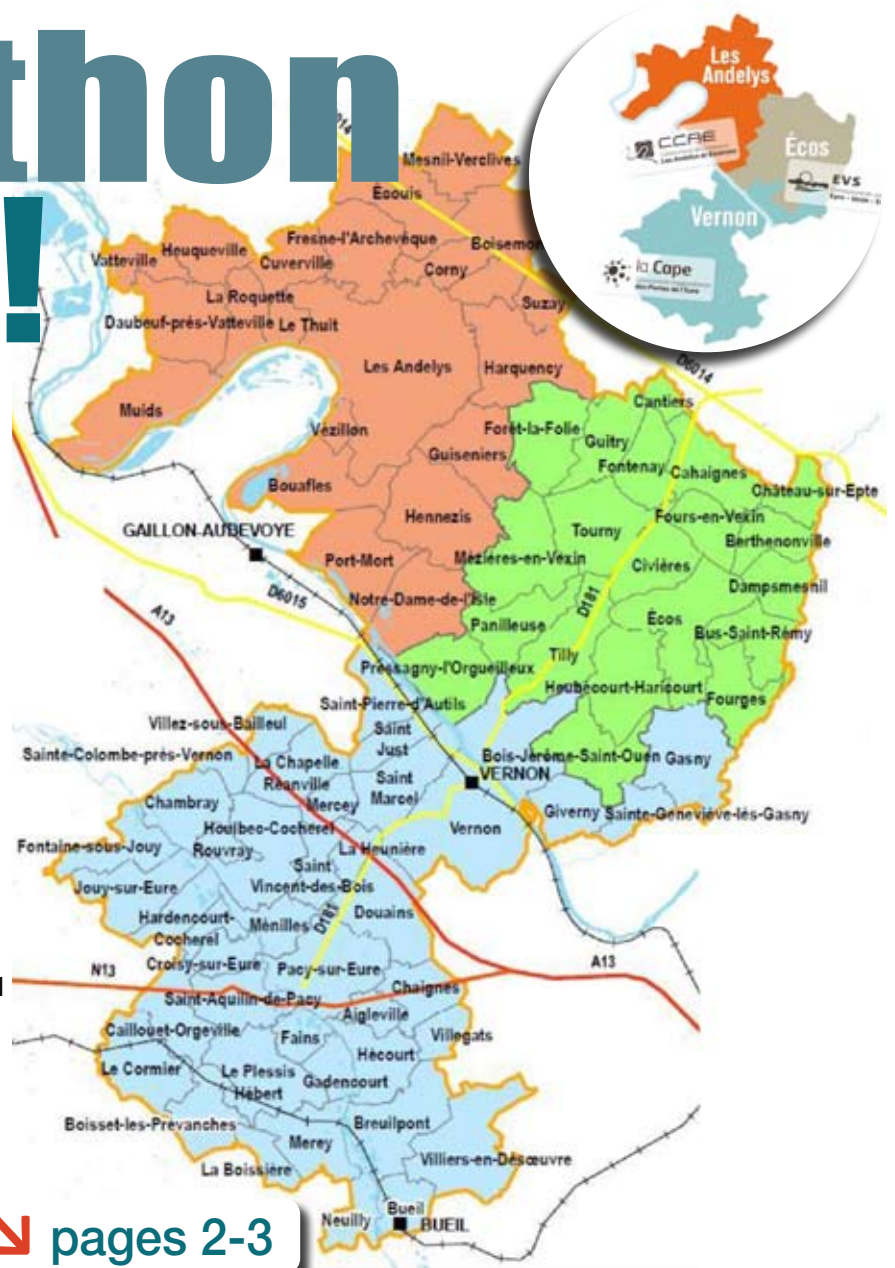 thon
!
Les
Andelys
CCAE
Écos
EVS
Vernon
la Cape
Mesnil-Verclives
Écouis
Fresne-l'Archevêque
Vatteville
Heuqueville
Cuverville
Corny
La Roquette
Suzay
Daubeuf-près-Vatteville
Le Thuit
Les Andelys
Harquency
D6014
Cantiers
Muids
Vézillon
Forêt-la-Folie
Guitry
Guiseniers
Fontenay
Cahaignes
Bouafles
Château-sur-Epte
Hennezis
Fours-en-Vexin
GAILLON-AUBEVOYE
Tourny
Berthenonville
Port-Mort
Mézières-en-Vexin
Civières
D6015
Notre-Dame-de-l'Isle
D181
Dampsmesnil
A13
Panilleuse
Écos
Bus-Saint-Rémy
Tilly
Pressagny-l'Orgueilleux
Heubécourt-Haricourt
Fourges
Saint-Pierre-d'Autils
Villez-sous-Bailleul
Saint
Just
Sainte-Colombe-près-Vernon
La Chapelle
Réanville
Bois-Jérôme-Saint-Ouen
Gasny
Saint
Marcel
VERNON
Chambray
Mercey
Giverny
Sainte-Geneviève-lès-Gasny
Houlbec-Cocherel
Vernon
Fontaine-sous-Jouy
Rouvray
La Heunière
Saint
Vincent-des-Bois
Jouy-sur-Eure
Hardencourt-
Cocherel
Ménilles
D181
Douains
N13
Croisy-sur-Eure
Pacy-sur-Eure
A13
Saint-Aquilin-de-Pacy
Chaignes
Aigleville
Caillouet-Orgeville
Fains
Villegats
Hécourt
Le Cormier
Le Plessis
Hébert
Gadencourt
Boisset-les-Prévanches
Breuilpont
Merey
La Boissière
Villiers-en-Désœuvre
Neuilly
Bueil
BUEIL
pages 2-3